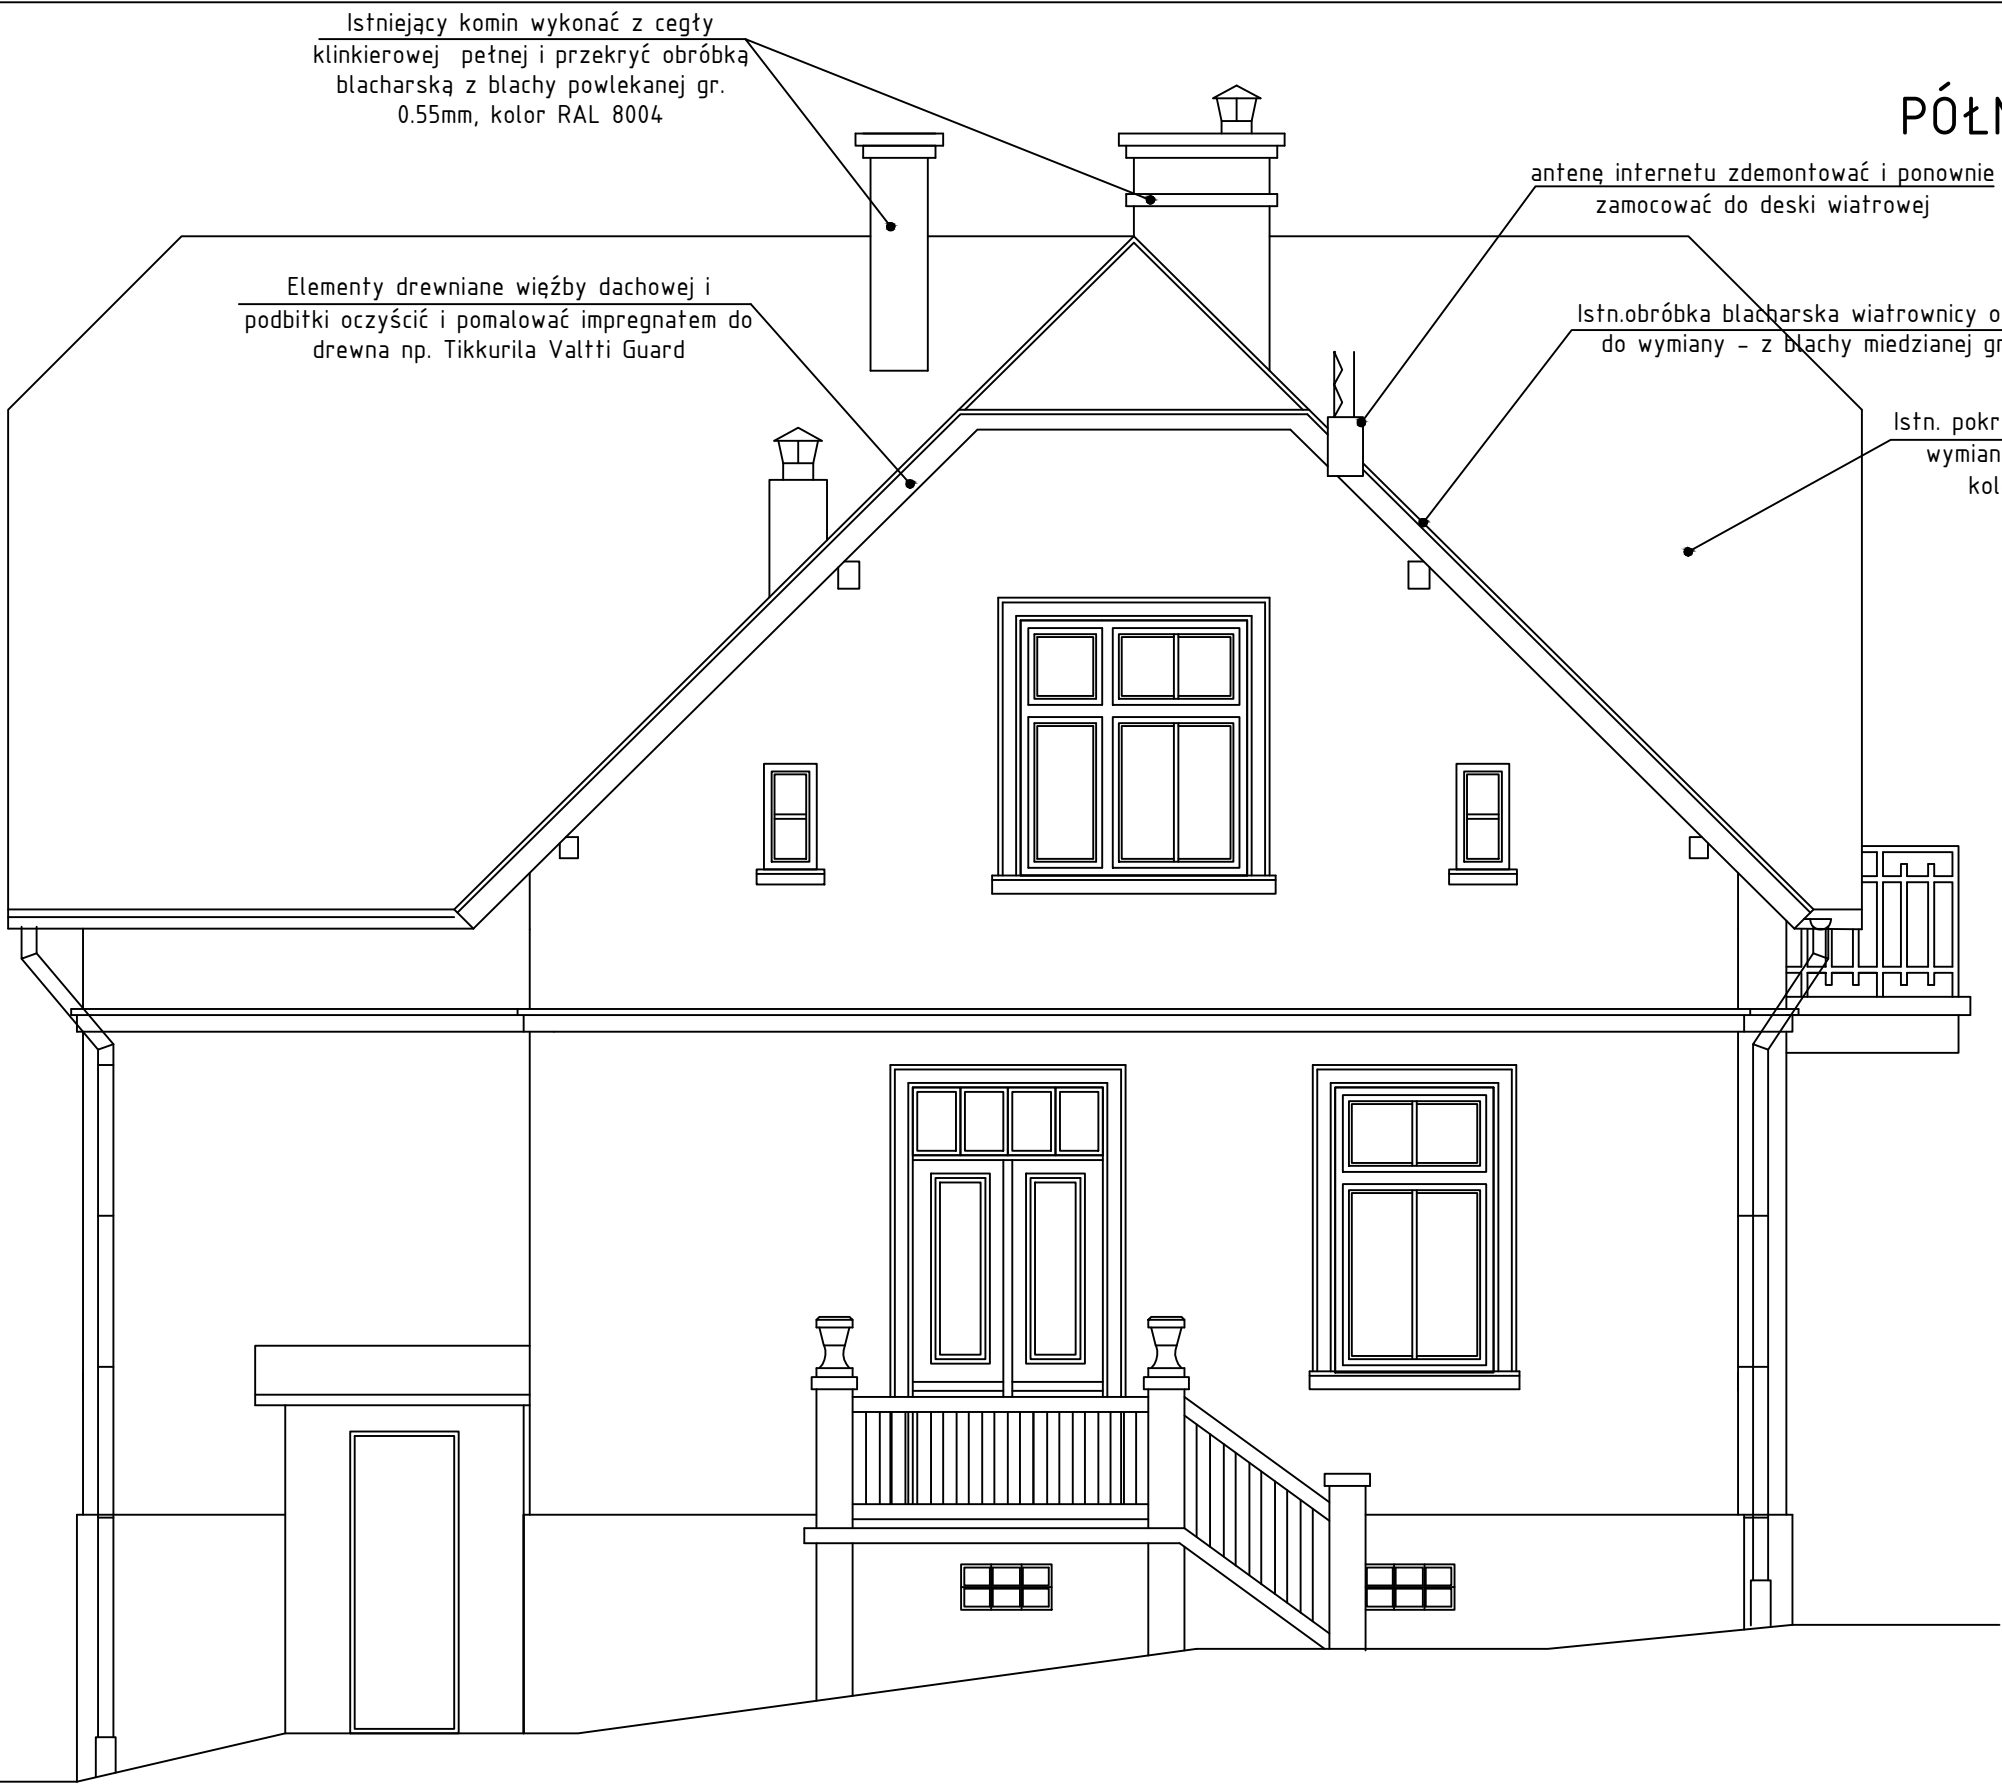 Istniejący komin wykonać z cegły
klinkierowej pełnej i przekryć obróbką
blacharską z blachy powlekanej gr.
0.55mm, kolor RAL 8004
PÓŁN
antenę internetu zdemontować i ponownie
zamocować do deski wiatrowej
Elementy drewniane więźby dachowej i
podbitki oczyścić i pomalować impregnatem do
drewna np. Tikkurila Valtti Guard
Istn.obróbka blacharska wiatrownicy o
do wymiany - z blachy miedzianej gr
Istn. pokr
wymian
kol